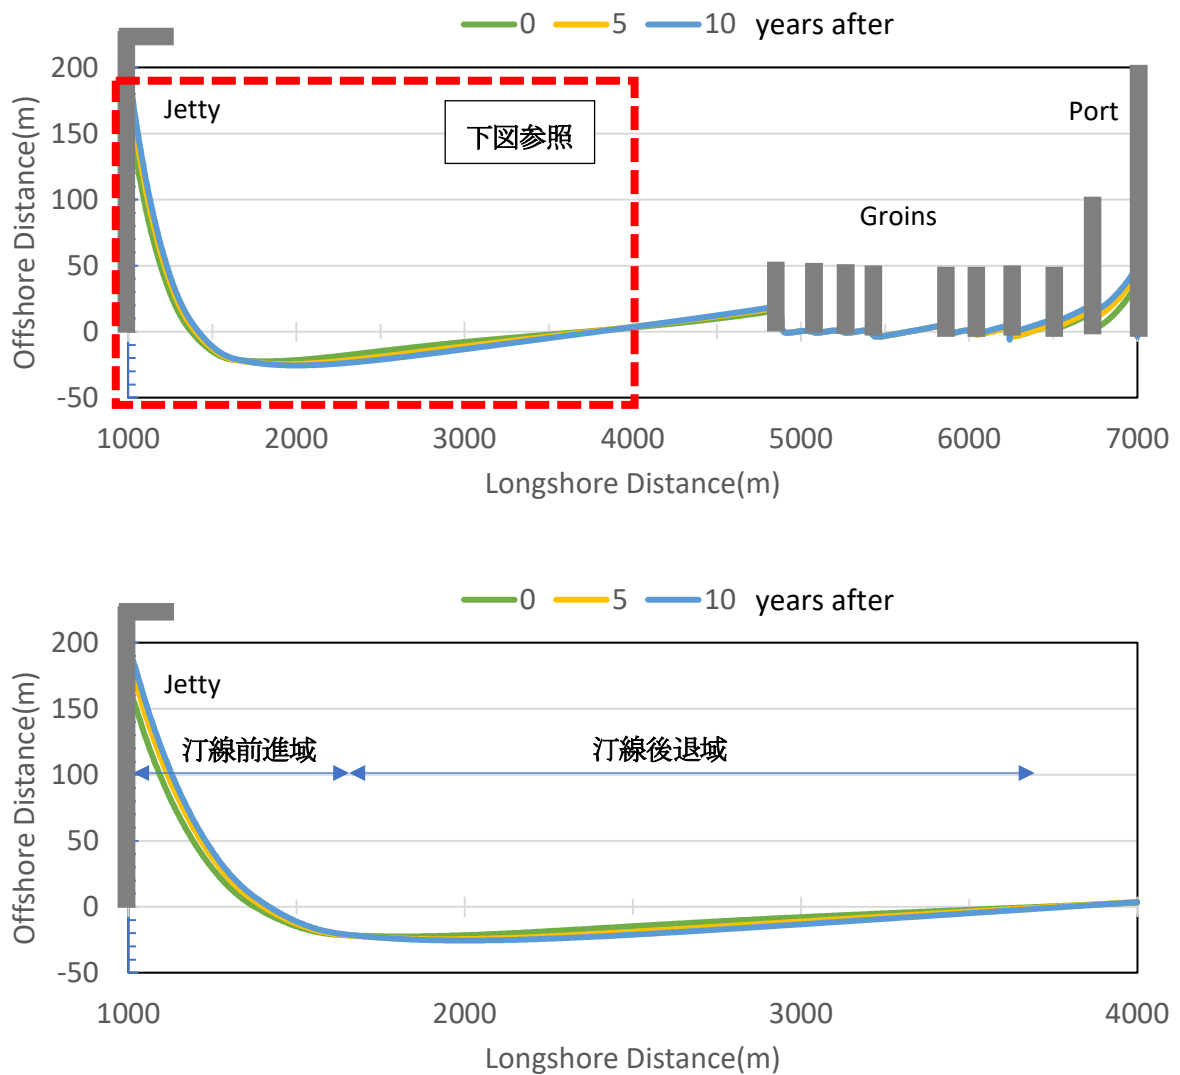 0 5 10 years after
200
150
100
50
0
-50
Offshore Distance(m)
Jetty
下図参照
Groins
Port
1000 2000 3000 4000 5000 6000 7000
Longshore Distance(m)
0 5 10 years after
200
150
100
50
0
-50
Offshore Distance(m)
Jetty
汀線前進域
汀線後退域
1000 2000 3000 4000
Longshore Distance(m)